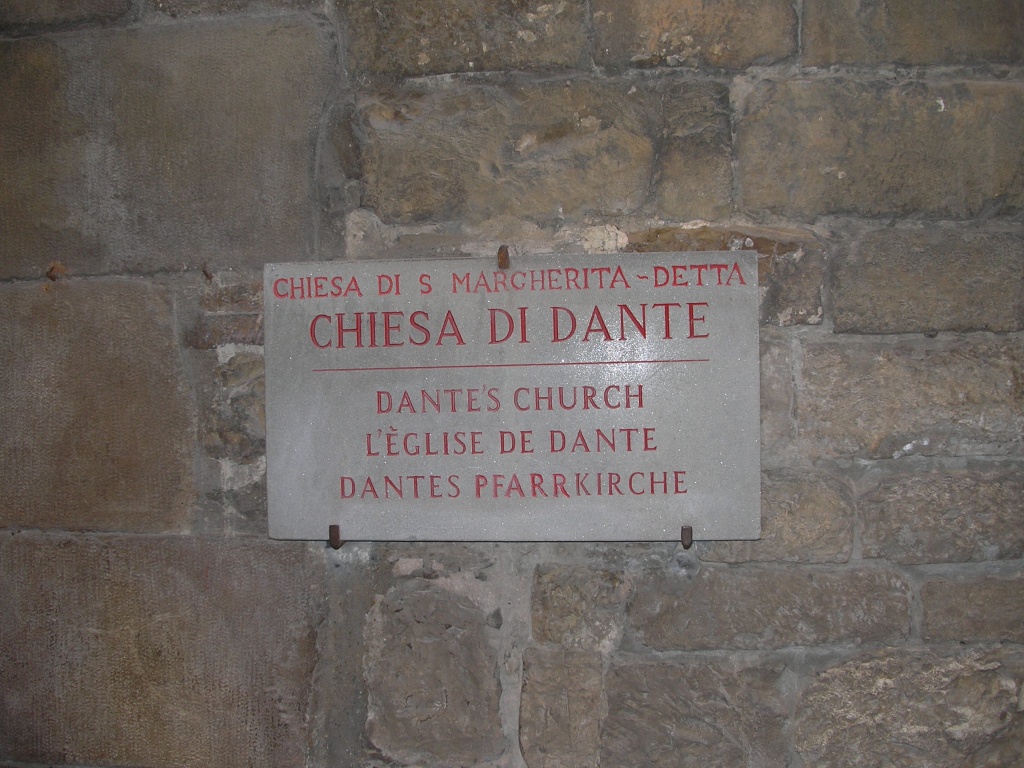 CHIESA DI S MARGHERITA-DETTA
CHIESA DI DANTE
DANTE'S CHURCH
L'ÈGLISE DE DANTE
DANTES PFARRKIRCHE